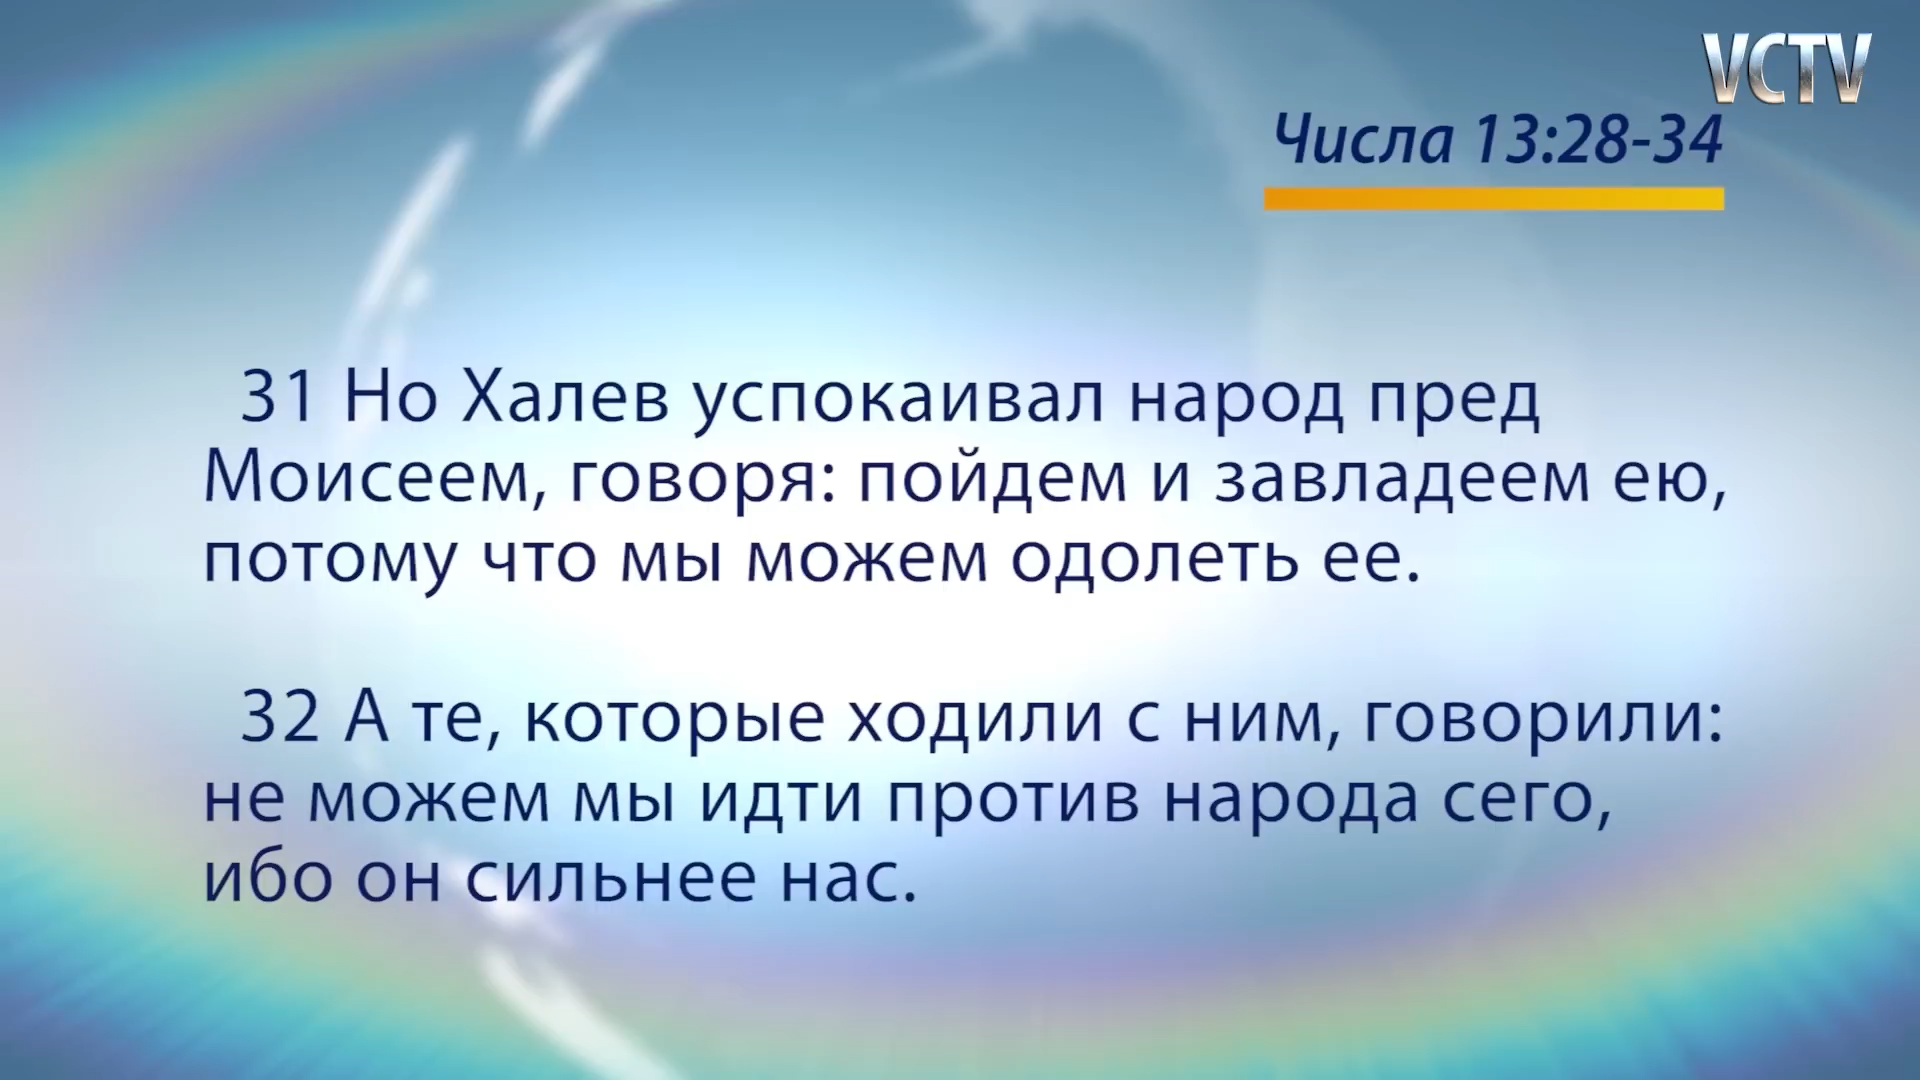 VCTV
Числа 13:28-34
31 Но Халев успокаивал народ пред
Моисеем, говоря: пойдем и завладеем ею,
потому что мы можем одолеть ее.
32 А те, которые ходили с ним, говорили:
не можем мы идти против народа сего,
ибо он сильнее нас.